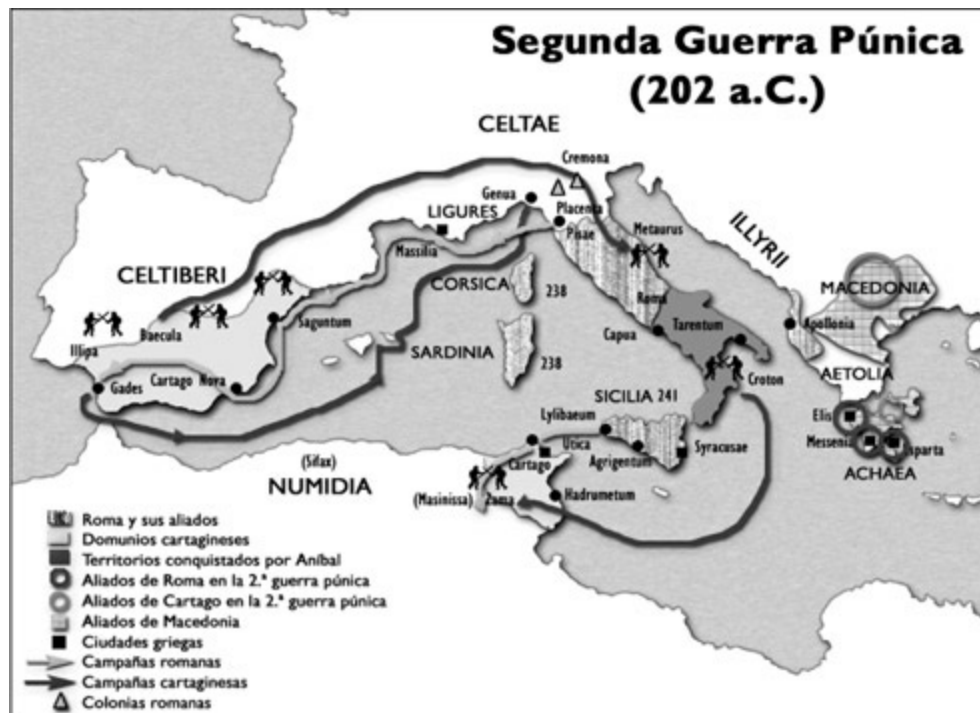 Segunda Guerra Púnica
(202 a.C.)
CELTAE
Cremona
Genua
Placenta
LIGURES
Pisae
Metaurus
ILLYRII
Massilia
CELTIBERI
CORSICA
238
MACEDONIA
Roma
Saguntum
Illipa
Baecula
Capua
Tarentum
Apollonia
SARDINIA
238
AETOLIA
Gades
Cartago Nova
Croton
SICILIA 241
Elis
Lylibaeum
Messenia
Esparta
Utica
Agrigentum
Syracusae
ACHAEA
(Sifax)
Cartago
NUMIDIA
(Masinissa)
Zama
Hadrumetum
Roma y sus aliados
Domunios cartagineses
Territorios conquistados por Aníbal
Aliados de Roma en la 2.ª guerra púnica
Aliados de Cartago en la 2.ª guerra púnica
Aliados de Macedonia
Ciudades griegas
Campañas romanas
Campañas cartaginesas
Colonias romanas